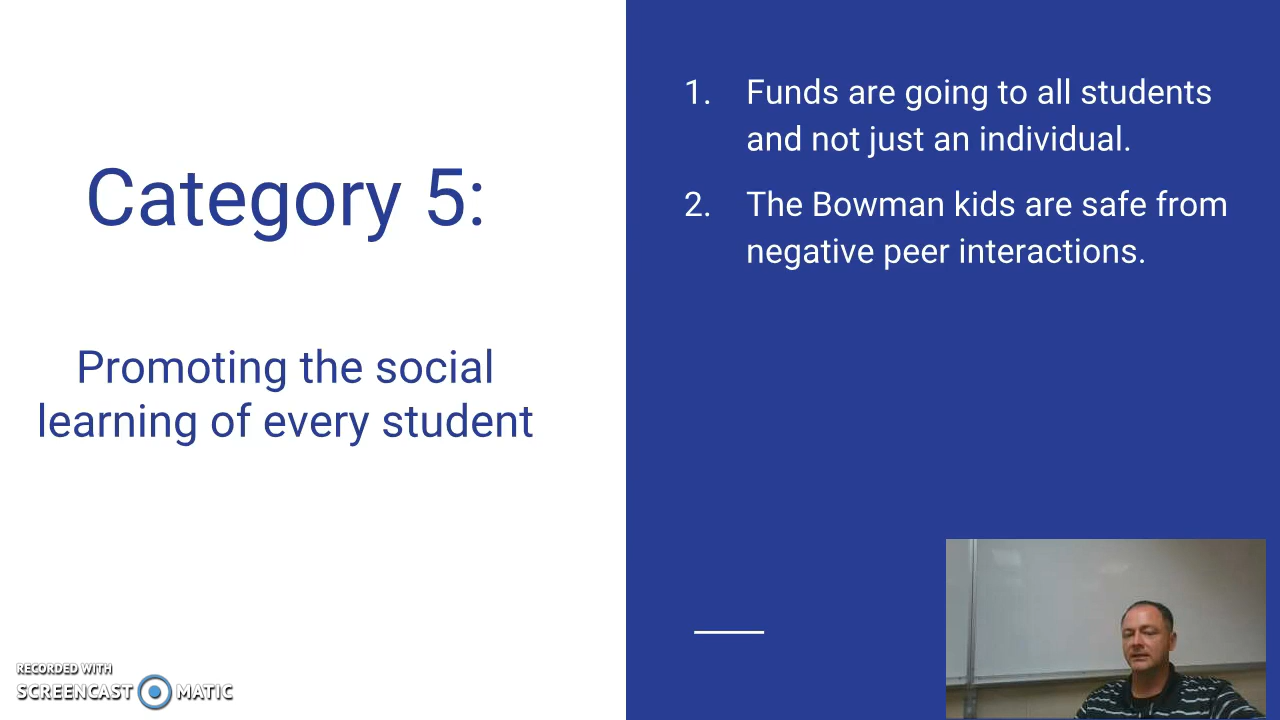 Category 5:
Promoting the social
learning of every student
1. Funds are going to all students
and not just an individual.
2. The Bowman kids are safe from
negative peer interactions.
RECORDED WITH
SCREENCAST MATIC